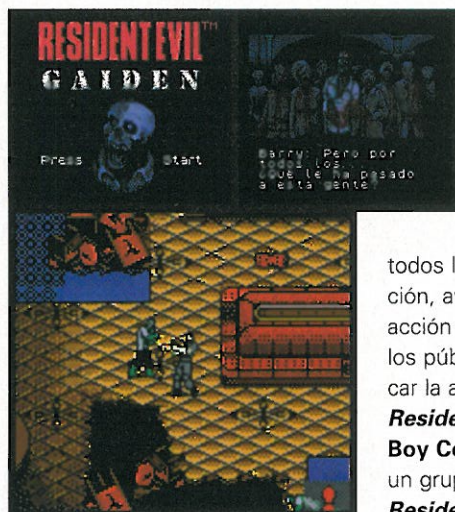 RESIDENT EVIL™
GAIDEN
Press Start
Barry: Pero por
todos los...
¿Que le ha pasado
a esta gente
todos l
ción, a
acción
los púb
car la a
Reside
Boy Co
un grup
Reside